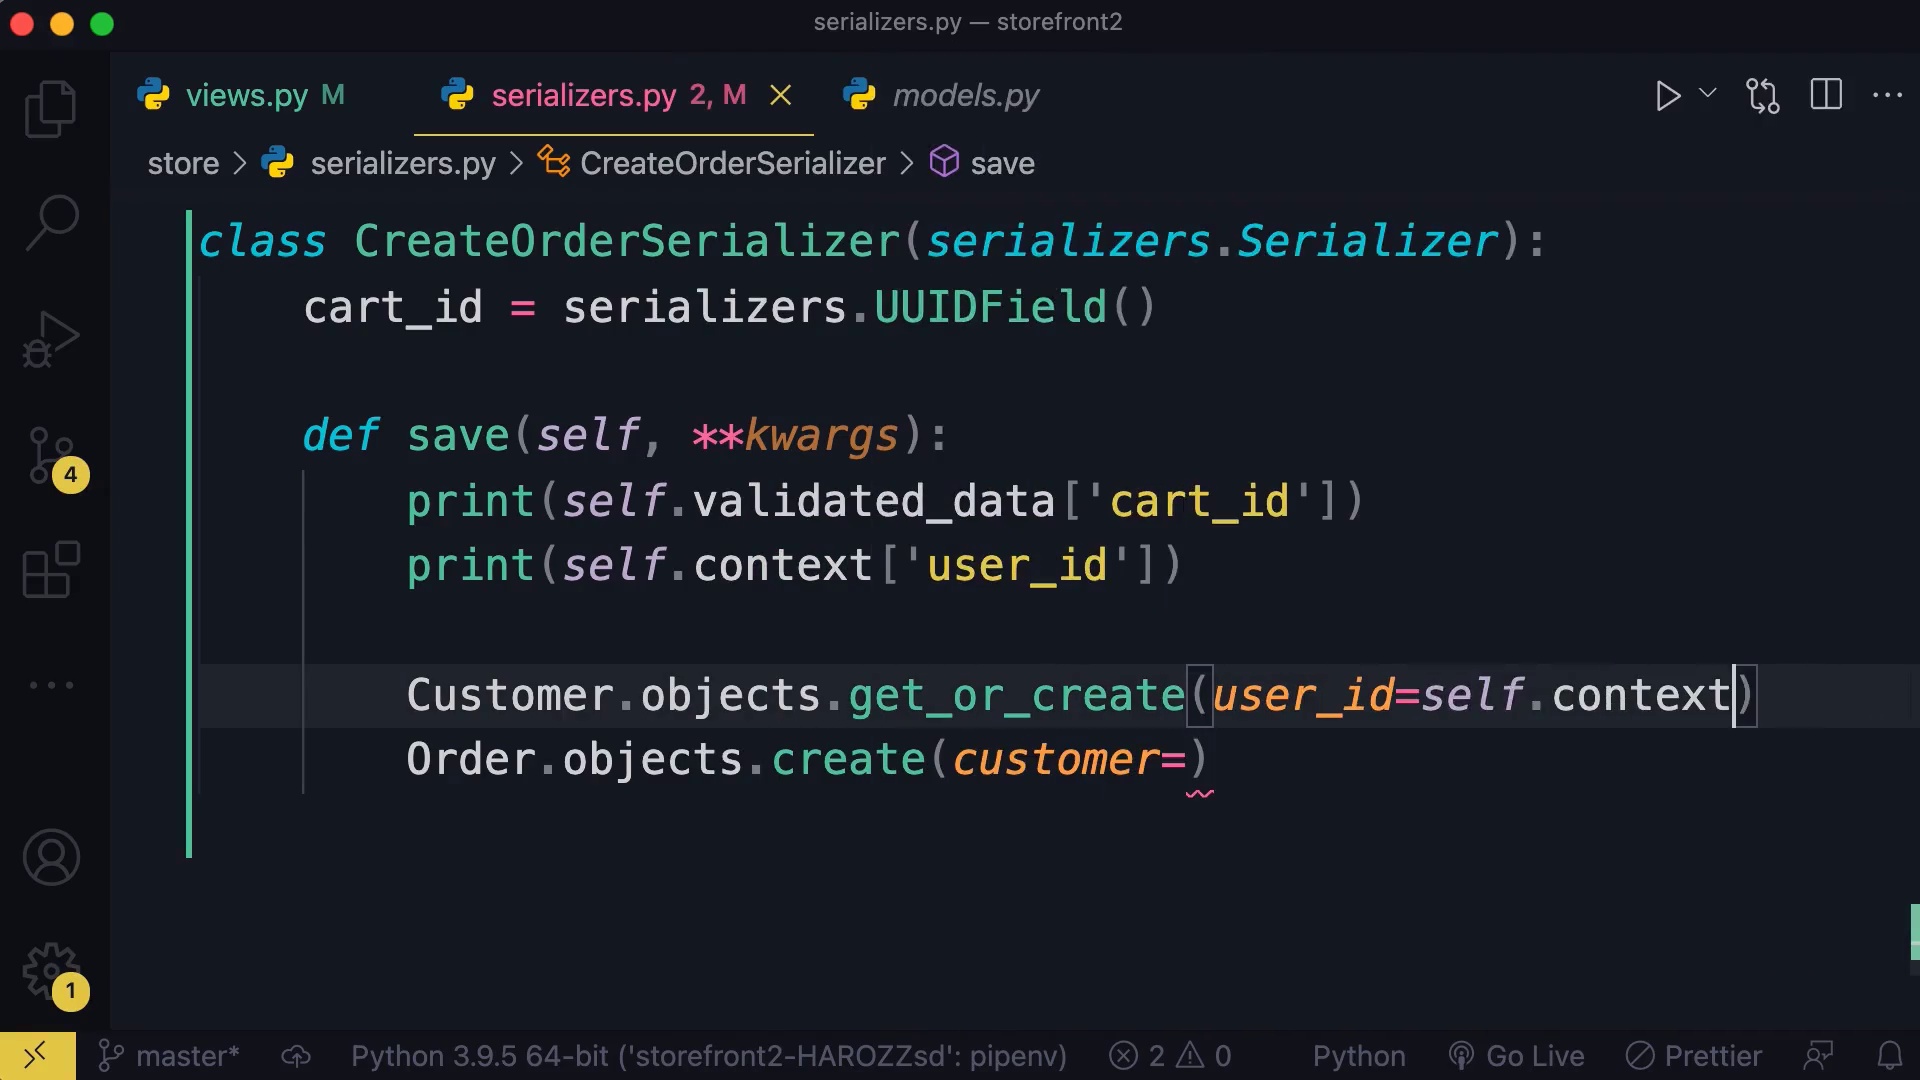 serializers.py — storefront2
views.py M
serializers.py 2, M
models.py
store > serializers.py > CreateOrderSerializer > save
class CreateOrderSerializer(serializers.Serializer):
    cart_id = serializers.UUIDField()
    def save(self, **kwargs):
        print(self.validated_data['cart_id'])
        print(self.context['user_id'])
        Customer.objects.get_or_create(user_id=self.context)
        Order.objects.create(customer=)
4
1
master* Python 3.9.5 64-bit ('storefront2-HAROZZsd': pipenv) 2 0 Python Go Live Prettier